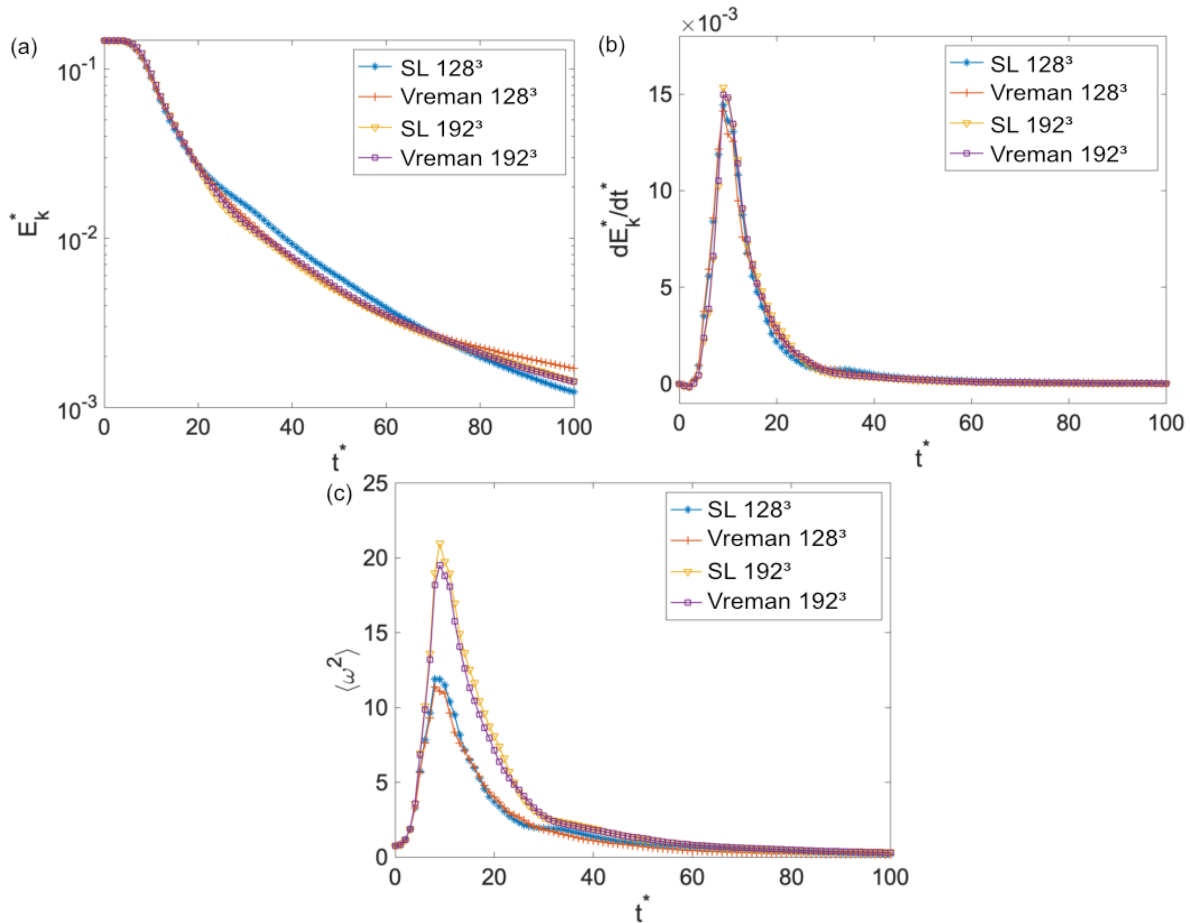 (a)
10^-1
10^-2
10^-3
E_k^*
0 20 40 60 80 100
t^*
SL 128³
Vreman 128³
SL 192³
Vreman 192³
(b)
×10^-3
15
10
5
0
dE_k^*/dt^*
0 20 40 60 80 100
t^*
SL 128³
Vreman 128³
SL 192³
Vreman 192³
(c)
25
20
15
10
5
0
⟨ω^2⟩
0 20 40 60 80 100
t^*
SL 128³
Vreman 128³
SL 192³
Vreman 192³